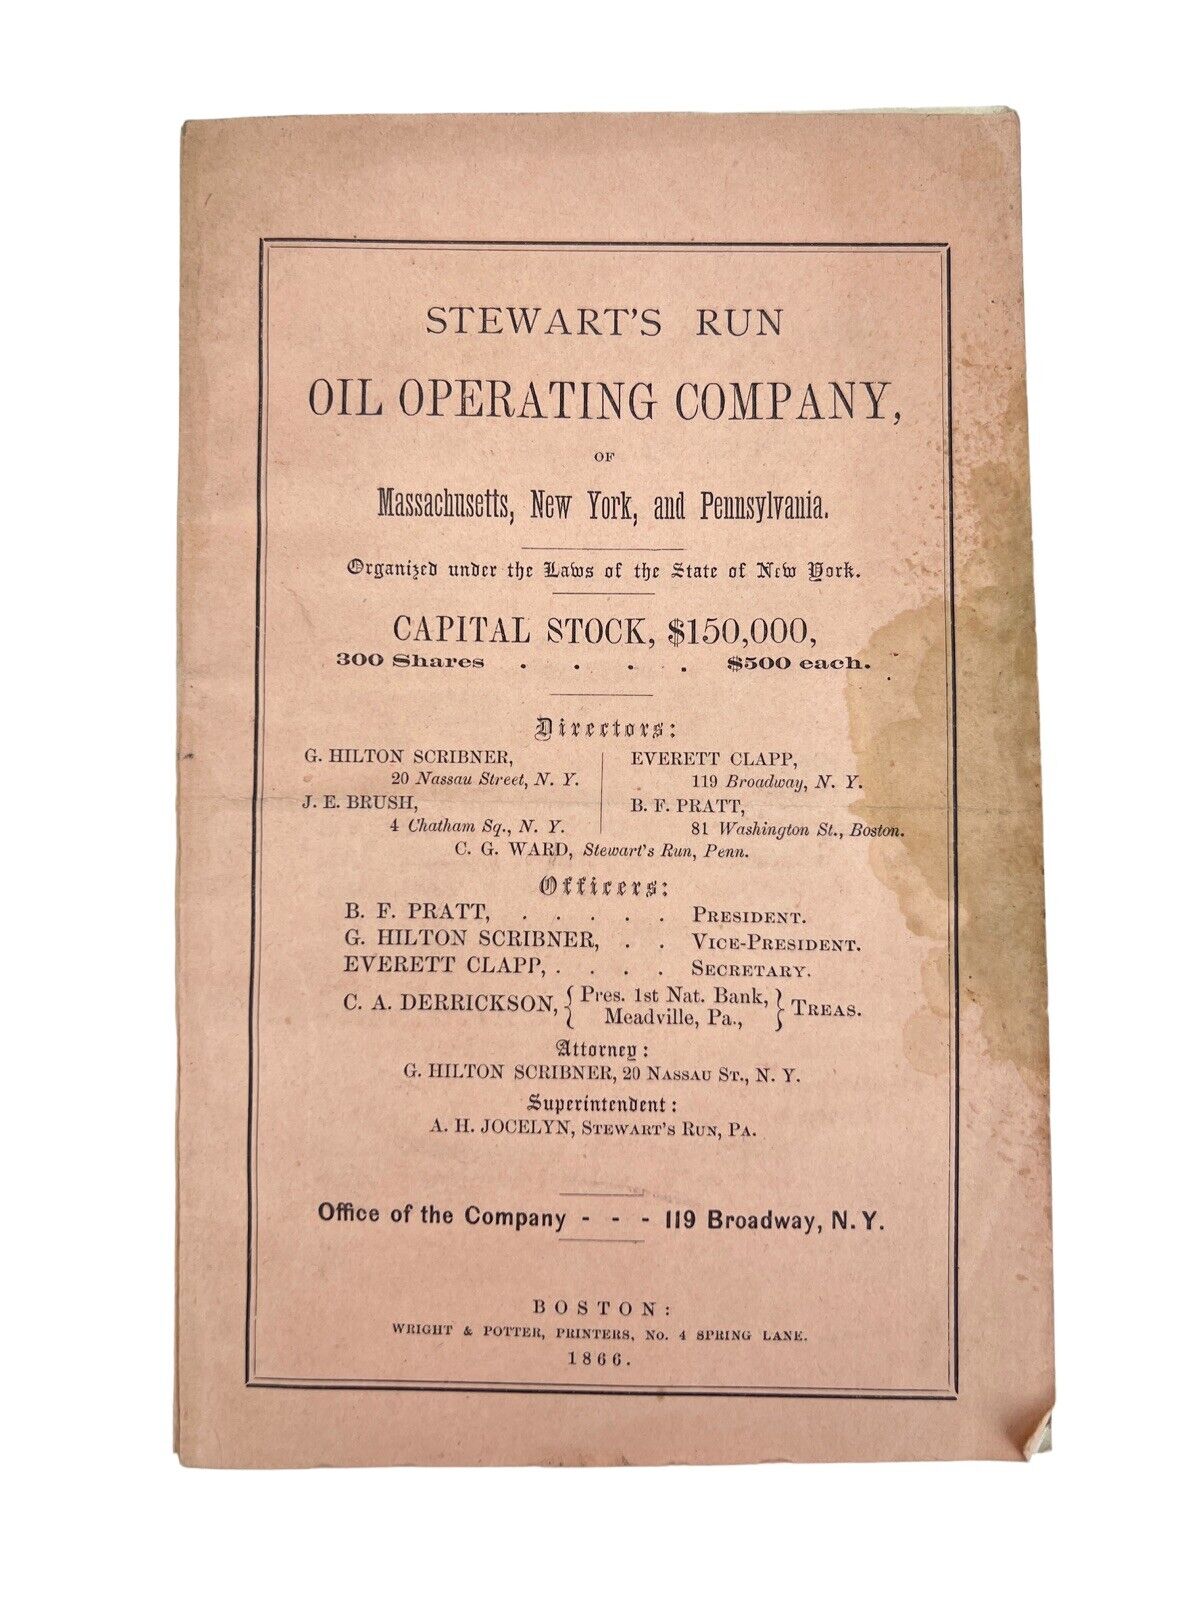 STEWART'S RUN
OIL OPERATING COMPANY,
OF
Massachusetts, New York, and Pennsylvania.
Organized under the Laws of the State of New York.
CAPITAL STOCK, $150,000,
300 Shares . . . . $500 each.
Directors:
G. HILTON SCRIBNER,
20 Nassau Street, N. Y.
J. E. BRUSH,
4 Chatham Sq., N. Y.
EVERETT CLAPP,
119 Broadway, N. Y.
B. F. PRATT,
81 Washington St., Boston.
C. G. WARD, Stewart's Run, Penn.
Officers:
B. F. PRATT, . . . . . PRESIDENT.
G. HILTON SCRIBNER, . . VICE-PRESIDENT.
EVERETT CLAPP, . . . . SECRETARY.
C. A. DERRICKSON, { Pres. 1st Nat. Bank, Meadville, Pa., } TREAS.
Attorney:
G. HILTON SCRIBNER, 20 NASSAU ST., N. Y.
Superintendent:
A. H. JOCELYN, STEWART'S RUN, PA.
Office of the Company - - - 119 Broadway, N. Y.
BOSTON:
WRIGHT & POTTER, PRINTERS, No. 4 SPRING LANE.
1866.